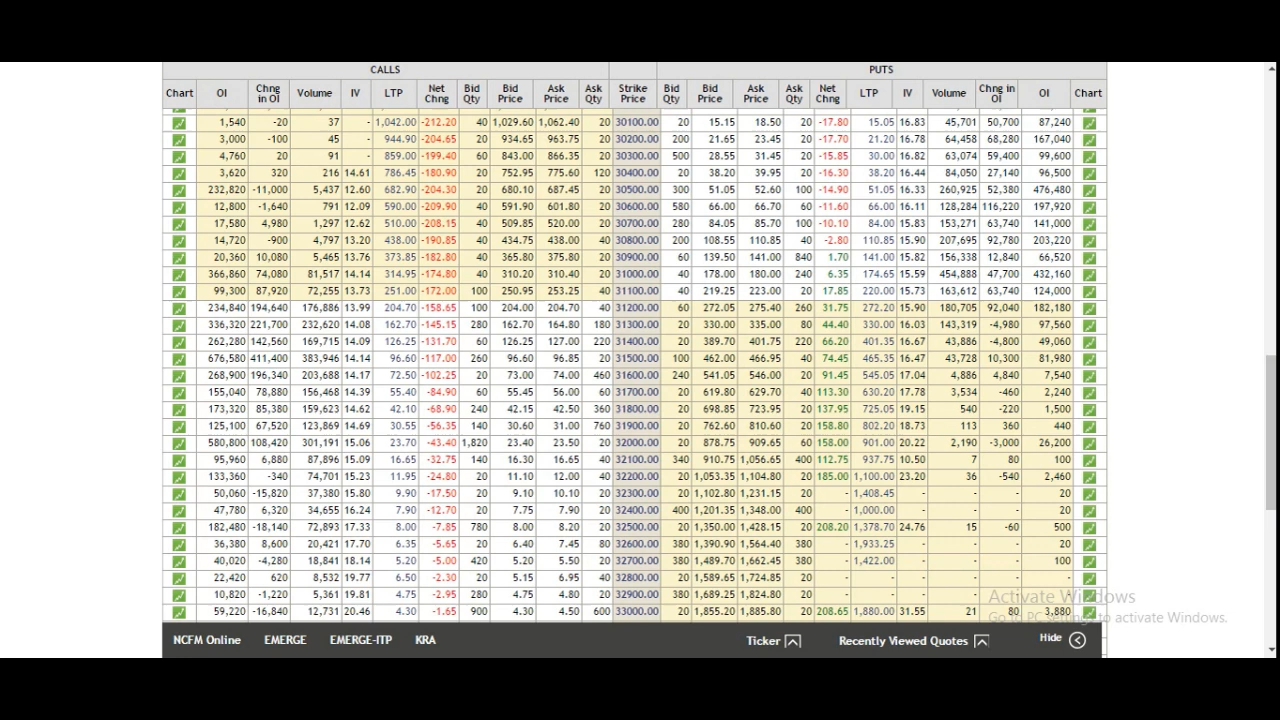 CALLS PUTS
Chart OI Chng in OI Volume IV LTP Net Chng Bid Qty Bid Price Ask Price Ask Qty Strike Price Bid Qty Bid Price Ask Price Ask Qty Net Chng LTP IV Volume Chng in OI OI Chart
1,540 -20 37 - 1,042.00 -212.20 40 1,029.60 1,062.40 20 30100.00 20 15.15 18.50 20 -17.80 15.05 16.83 45,701 50,700 87,240
3,000 -100 45 - 944.90 -204.65 20 934.65 963.75 20 30200.00 200 21.65 23.45 20 -17.70 21.20 16.78 64,458 68,280 167,040
4,760 20 91 - 859.00 -199.40 60 843.00 866.35 20 30300.00 500 28.55 31.45 20 -15.85 30.00 16.82 63,074 59,400 99,600
3,620 320 216 14.61 786.45 -180.90 20 752.95 775.60 120 30400.00 20 38.20 39.95 20 -16.30 38.20 16.44 84,050 27,140 96,500
232,820 -11,000 5,437 12.60 682.90 -204.30 20 680.10 687.45 20 30500.00 300 51.05 52.60 100 -14.90 51.05 16.33 260,925 52,380 476,480
12,800 -1,640 791 12.09 590.00 -209.90 40 591.90 601.80 20 30600.00 580 66.00 66.70 60 -11.60 66.00 16.11 128,284 116,220 197,920
17,580 4,980 1,297 12.62 510.00 -208.15 40 509.85 520.00 20 30700.00 280 84.05 85.70 100 -10.10 84.00 15.83 153,271 63,740 141,000
14,720 -900 4,797 13.20 438.00 -190.85 40 434.75 438.00 40 30800.00 200 108.55 110.85 40 -2.80 110.85 15.90 207,695 92,780 203,220
20,360 10,080 5,465 13.76 373.85 -182.80 60 365.80 375.80 20 30900.00 60 139.50 141.00 840 1.70 141.00 15.82 156,338 12,840 66,520
366,860 74,080 81,517 14.14 314.95 -174.80 40 310.20 310.40 20 31000.00 40 178.00 180.00 240 6.35 174.65 15.59 454,888 47,700 432,160
99,300 87,920 72,255 13.73 251.00 -172.00 100 250.95 253.25 40 31100.00 40 219.25 223.00 20 17.85 220.00 15.73 163,612 63,740 124,000
234,840 194,640 176,886 13.99 204.70 -158.65 100 204.00 204.70 40 31200.00 60 272.05 275.40 260 31.75 272.20 15.90 180,705 92,040 182,180
336,320 221,700 232,620 14.08 162.70 -145.15 280 162.70 164.80 180 31300.00 20 330.00 335.00 80 44.40 330.00 16.03 143,319 -4,980 97,560
262,280 142,560 169,715 14.09 126.25 -131.70 60 126.25 127.00 220 31400.00 20 389.70 401.75 220 66.20 401.35 16.67 43,886 -4,800 49,060
676,580 411,400 383,946 14.14 96.60 -117.00 260 96.60 96.85 20 31500.00 100 462.00 466.95 40 74.45 465.35 16.47 43,728 10,300 81,980
268,900 196,340 203,688 14.17 72.50 -102.25 20 73.00 74.00 460 31600.00 240 541.05 546.00 20 91.45 545.05 17.04 4,886 4,840 7,540
155,040 78,880 156,468 14.39 55.40 -84.90 60 55.45 56.00 60 31700.00 20 619.80 629.70 40 113.30 630.20 17.78 3,534 -460 2,240
173,320 85,380 159,623 14.62 42.10 -68.90 240 42.15 42.50 360 31800.00 20 698.85 723.95 20 137.95 725.05 19.15 540 -220 1,500
125,100 67,520 123,869 14.69 30.55 -56.35 140 30.60 31.00 760 31900.00 20 762.60 810.60 20 158.80 802.20 18.73 113 360 440
580,800 108,420 301,191 15.06 23.70 -43.40 1,820 23.40 23.50 20 32000.00 20 878.75 909.65 60 158.00 901.00 20.22 2,190 -3,000 26,200
95,960 6,880 87,896 15.09 16.65 -32.75 140 16.30 16.65 40 32100.00 340 910.75 1,056.65 400 112.75 937.75 10.50 7 80 100
133,360 -340 74,701 15.23 11.95 -24.80 20 11.10 12.00 40 32200.00 20 1,053.35 1,104.80 20 185.00 1,100.00 23.20 36 -540 2,460
50,060 -15,820 37,380 15.80 9.90 -17.50 20 9.10 10.10 20 32300.00 20 1,102.80 1,231.15 20 - 1,408.45 - - - 20
47,780 6,320 34,655 16.24 7.90 -12.70 20 7.75 7.90 20 32400.00 400 1,201.35 1,348.00 400 - 1,000.00 - - - 20
182,480 -18,140 72,893 17.33 8.00 -7.85 780 8.00 8.20 20 32500.00 20 1,350.00 1,428.15 20 208.20 1,378.70 24.76 15 -60 500
36,380 8,600 20,421 17.70 6.35 -5.65 20 6.40 7.45 80 32600.00 380 1,390.90 1,564.40 380 - 1,933.25 - - - 20
40,020 -4,280 18,841 18.14 5.20 -5.00 420 5.20 5.50 20 32700.00 380 1,489.70 1,662.45 380 - 1,422.00 - - - 100
22,420 620 8,532 19.77 6.50 -2.30 20 5.15 6.95 40 32800.00 20 1,589.65 1,724.85 20 - - - - - -
10,820 -1,220 5,361 19.81 4.75 -2.95 280 4.75 4.80 20 32900.00 380 1,689.25 1,824.80 20 - - - - - -
59,220 -16,840 12,731 20.46 4.30 -1.65 900 4.30 4.50 600 33000.00 20 1,855.20 1,885.80 20 208.65 1,880.00 31.55 21 80 3,880
Activate Windows
Go to PC settings to activate Windows.
NCFM Online EMERGE EMERGE-ITP KRA Ticker Recently Viewed Quotes Hide